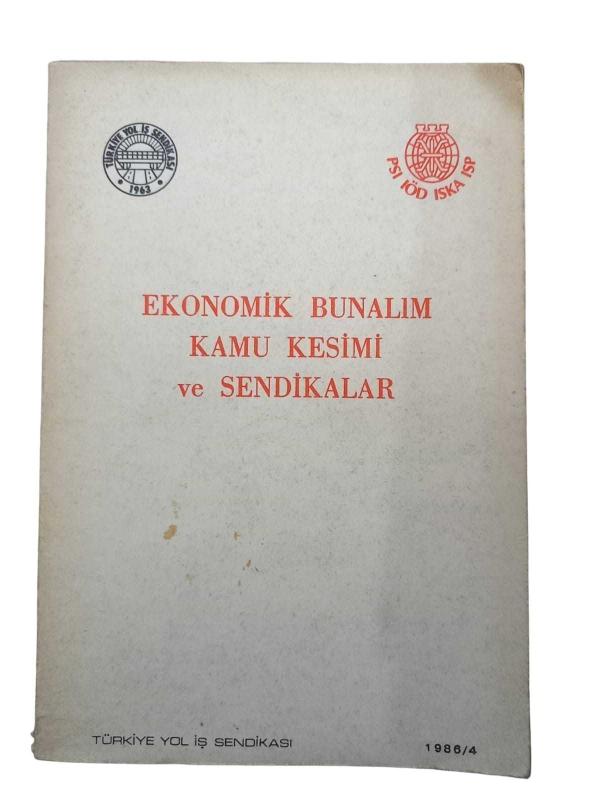 TÜRKİYE YOL İŞ SENDİKASI
1963
PSI IÖD ISKA ISP
EKONOMİK BUNALIM
KAMU KESİMİ
ve SENDİKALAR
TÜRKİYE YOL İŞ SENDİKASI
1986/4